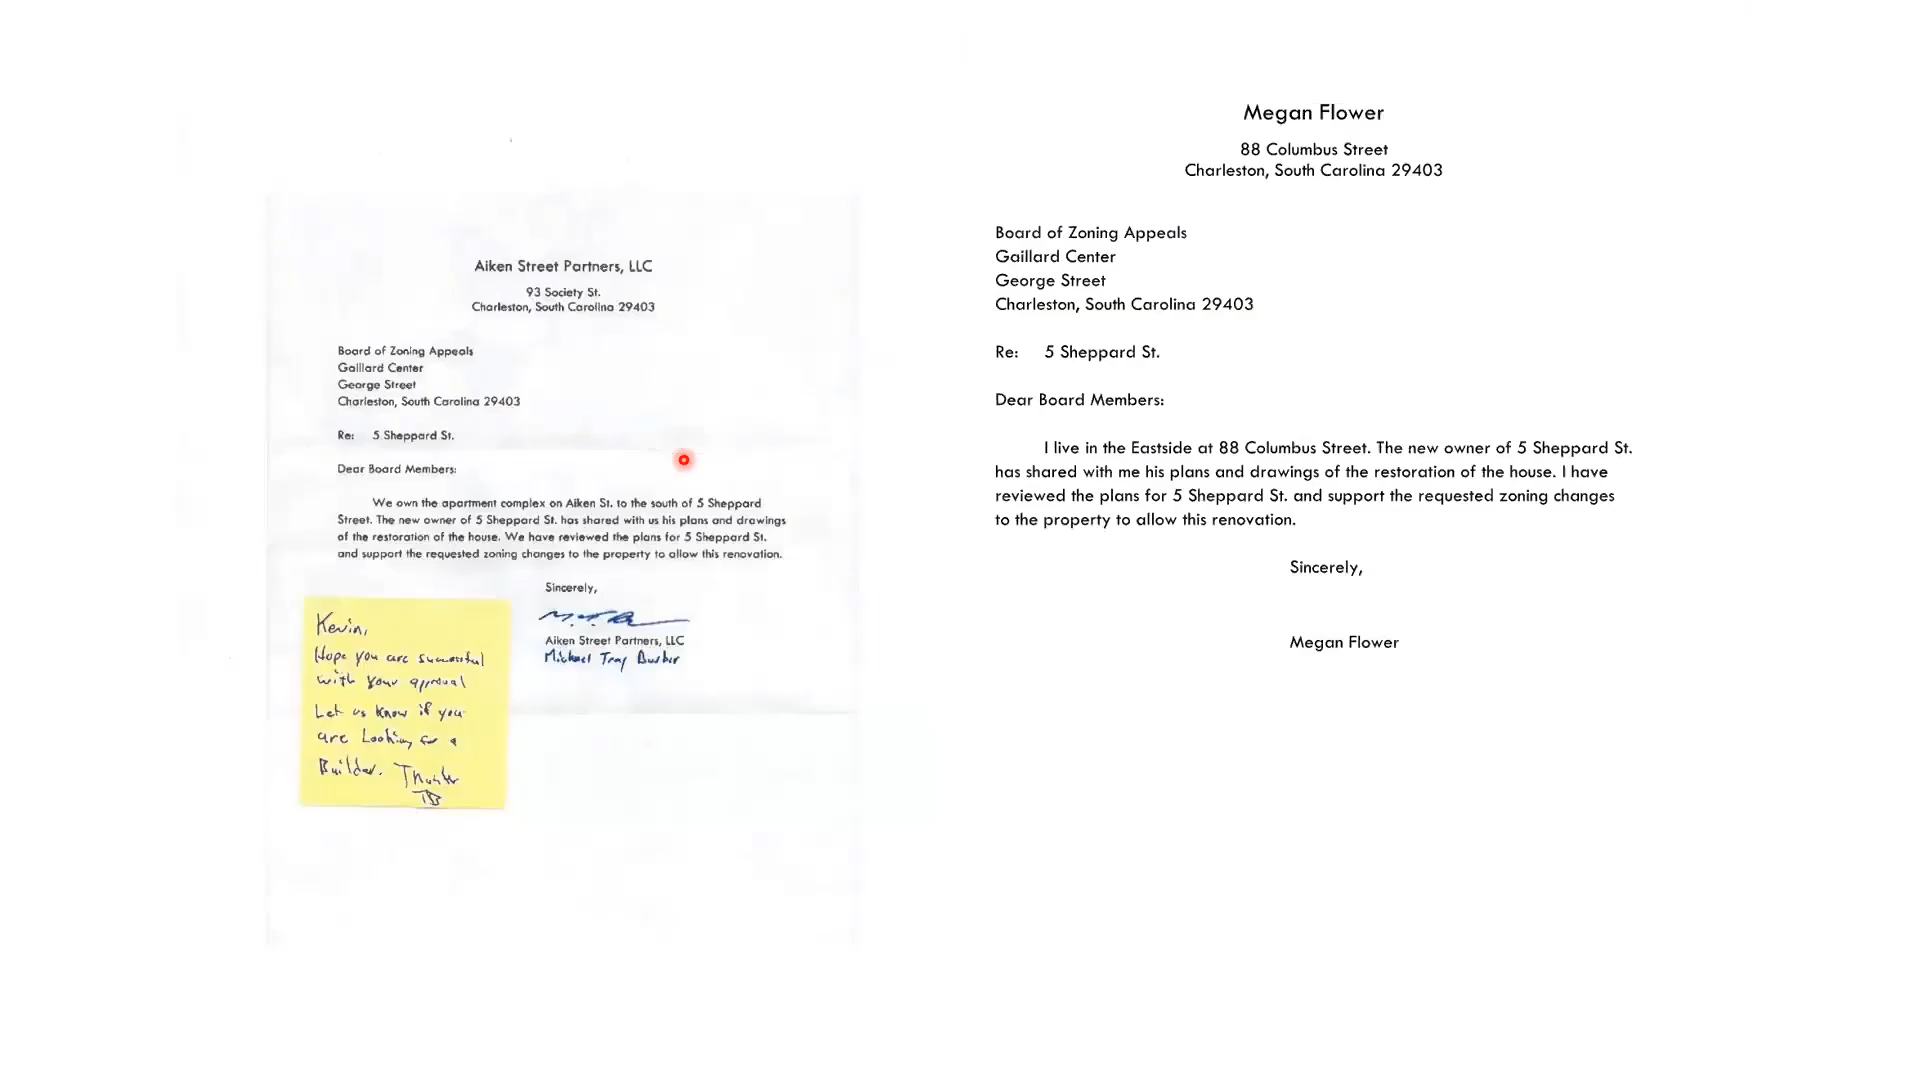 Aiken Street Partners, LLC
93 Society St.
Charleston, South Carolina 29403
Board of Zoning Appeals
Gaillard Center
George Street
Charleston, South Carolina 29403
Re: 5 Sheppard St.
Dear Board Members:
We own the apartment complex on Aiken St. to the south of 5 Sheppard
Street. The new owner of 5 Sheppard St. has shared with us his plans and drawings
of the restoration of the house. We have reviewed the plans for 5 Sheppard St.
and support the requested zoning changes to the property to allow this renovation.
Sincerely,
Aiken Street Partners, LLC
Michael Tray
Kevin,
Hope you are successful
with your
Let us know if you
are Looking for a
Builder. Thanks
TB
Megan Flower
88 Columbus Street
Charleston, South Carolina 29403
Board of Zoning Appeals
Gaillard Center
George Street
Charleston, South Carolina 29403
Re: 5 Sheppard St.
Dear Board Members:
I live in the Eastside at 88 Columbus Street. The new owner of 5 Sheppard St.
has shared with me his plans and drawings of the restoration of the house. I have
reviewed the plans for 5 Sheppard St. and support the requested zoning changes
to the property to allow this renovation.
Sincerely,
Megan Flower